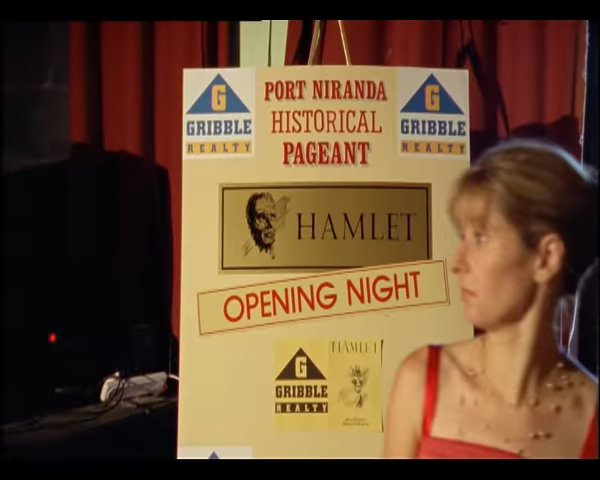 G
GRIBBLE
REALTY
PORT NIRANDA
HISTORICAL
PAGEANT
G
GRIBBLE
REALTY
HAMLET
OPENING NIGHT
G
GRIBBLE
REALTY
HAMLET